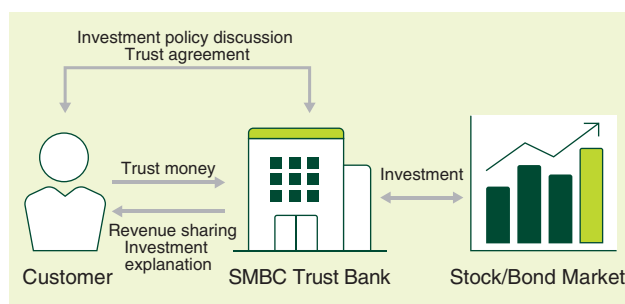 Investment policy discussion
Trust agreement
Trust money
Investment
Revenue sharing
Investment
explanation
Customer
SMBC Trust Bank
Stock/Bond Market